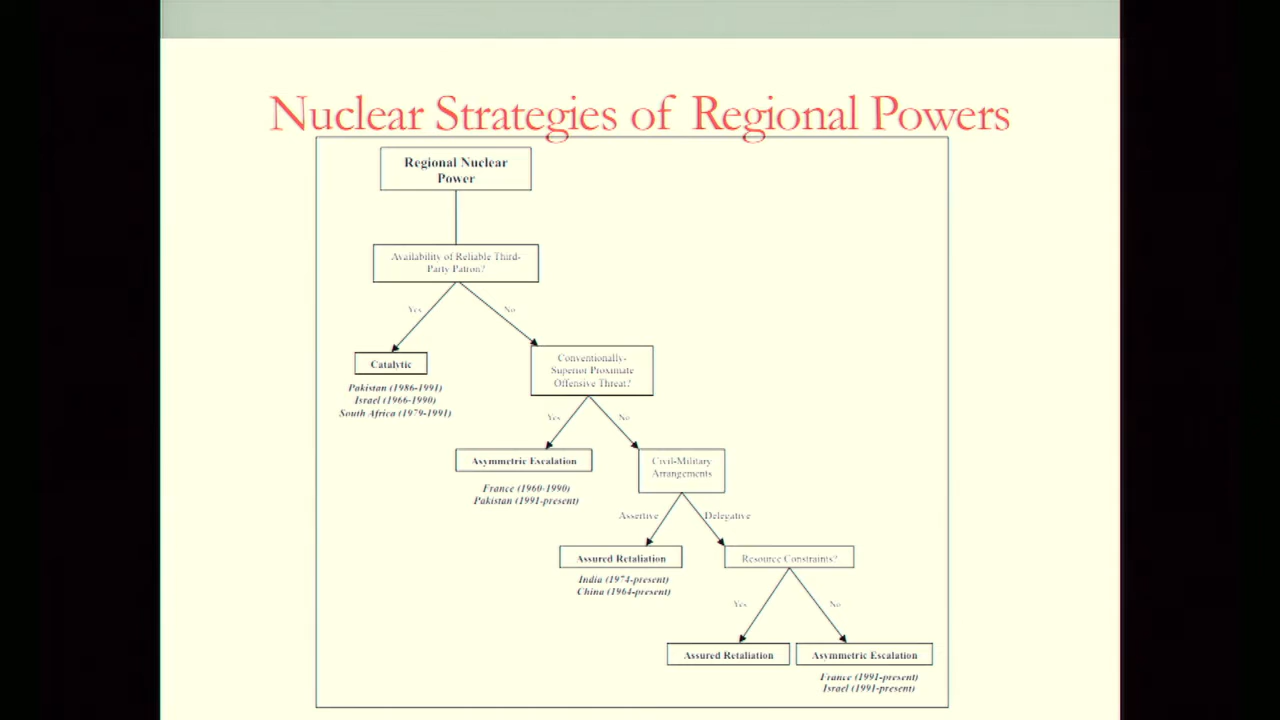 Nuclear Strategies of Regional Powers
Regional Nuclear
Power
Availability of Reliable Third-
Party Patron?
Yes
No
Catalytic
Pakistan (1986-1991)
Israel (1966-1990)
South Africa (1979-1991)
Conventionally-
Superior Proximate
Offensive Threat?
Yes
No
Asymmetric Escalation
France (1960-1990)
Pakistan (1991-present)
Civil-Military
Arrangements
Assertive
Delegative
Assured Retaliation
India (1974-present)
China (1964-present)
Resource Constraints?
Yes
No
Assured Retaliation
Asymmetric Escalation
France (1991-present)
Israel (1991-present)